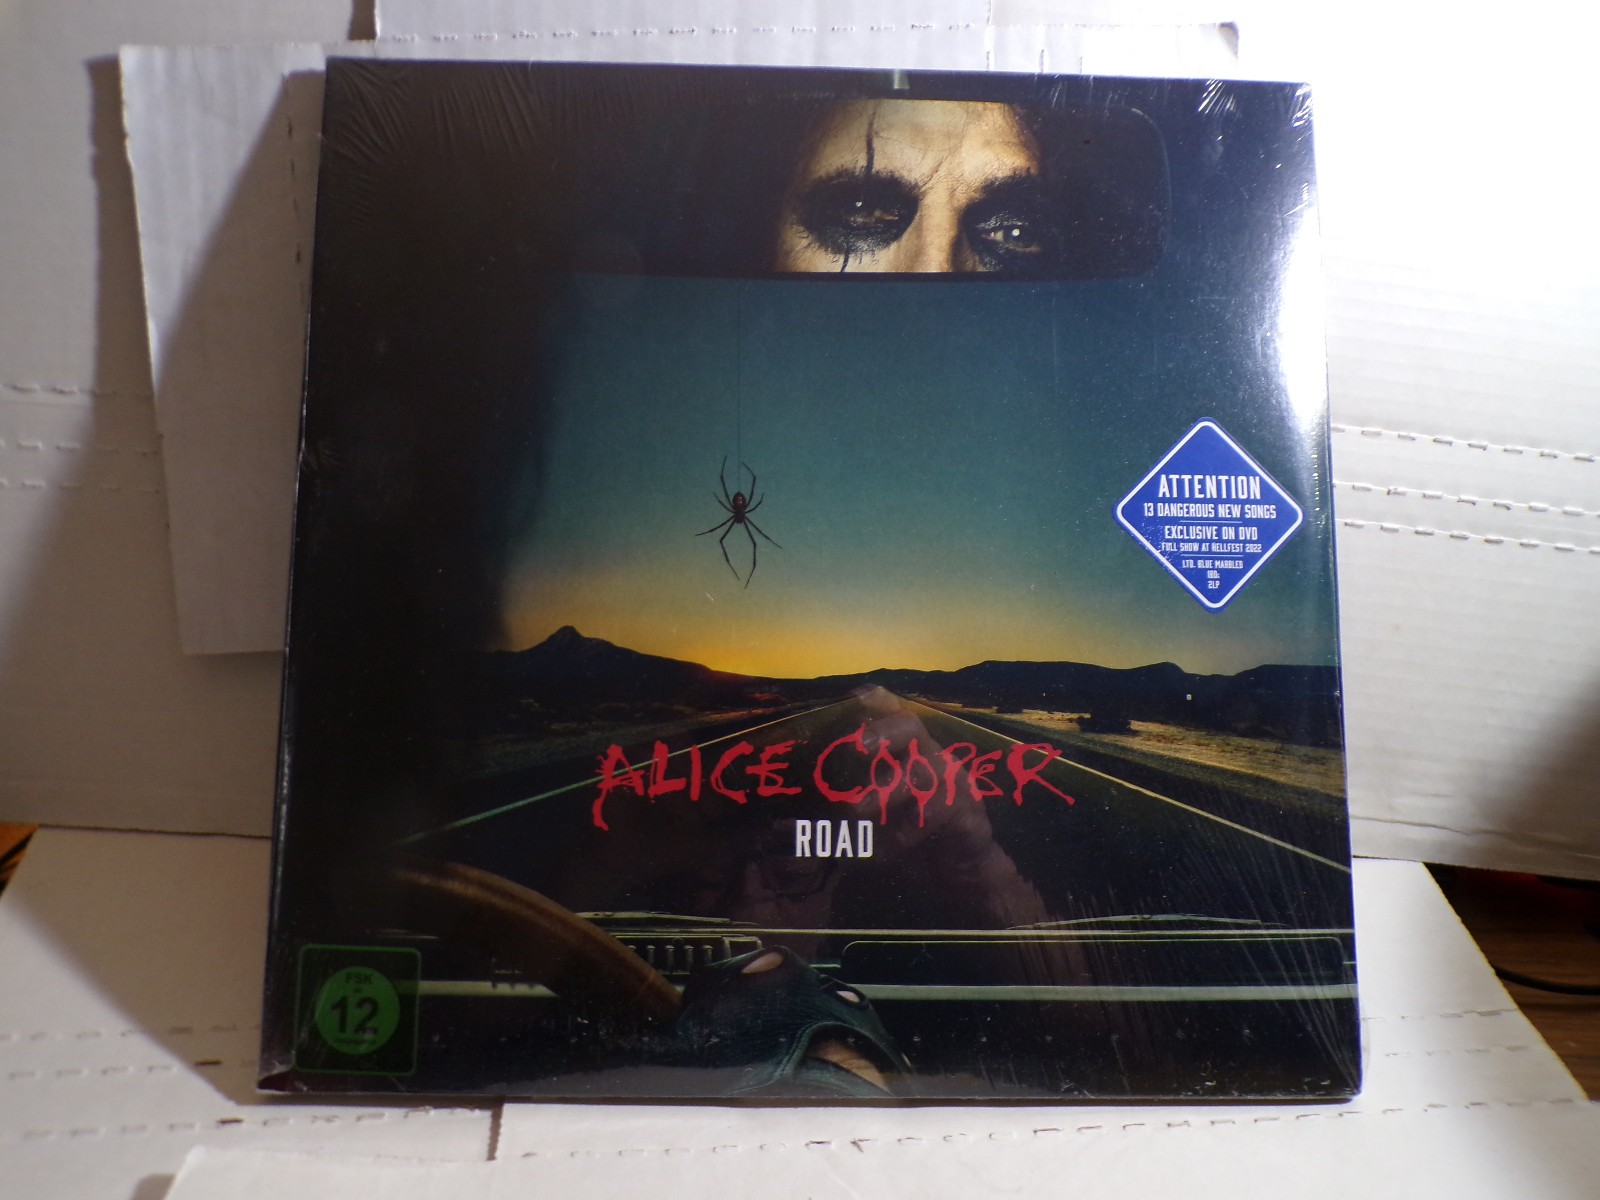 ATTENTION
13 DANGEROUS NEW SONGS
EXCLUSIVE ON DVD
FULL SHOW AT HELLFEST 2022
LTD. BLUE MARBLED
180g
2LP
ALICE COOPER
ROAD
FSK
12